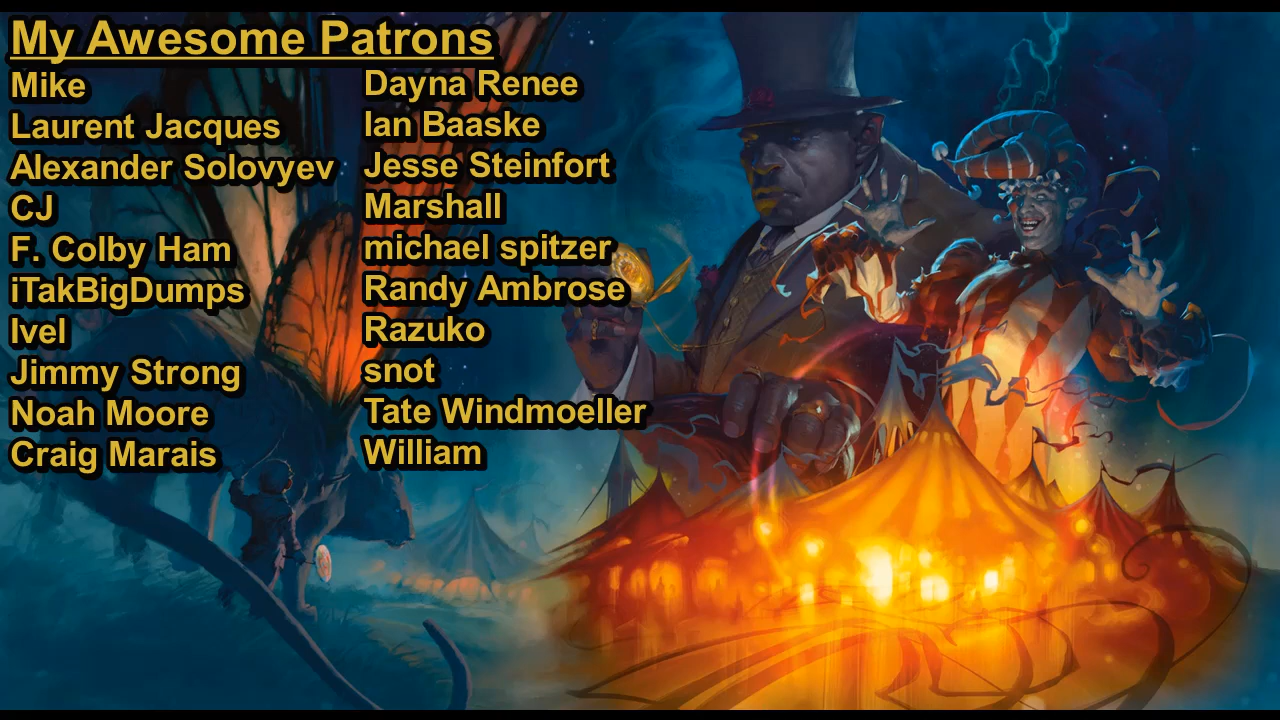 My Awesome Patrons
Mike
Laurent Jacques
Alexander Solovyev
CJ
F. Colby Ham
iTakBigDumps
Ivel
Jimmy Strong
Noah Moore
Craig Marais
Dayna Renee
Ian Baaske
Jesse Steinfort
Marshall
michael spitzer
Randy Ambrose
Razuko
snot
Tate Windmoeller
William